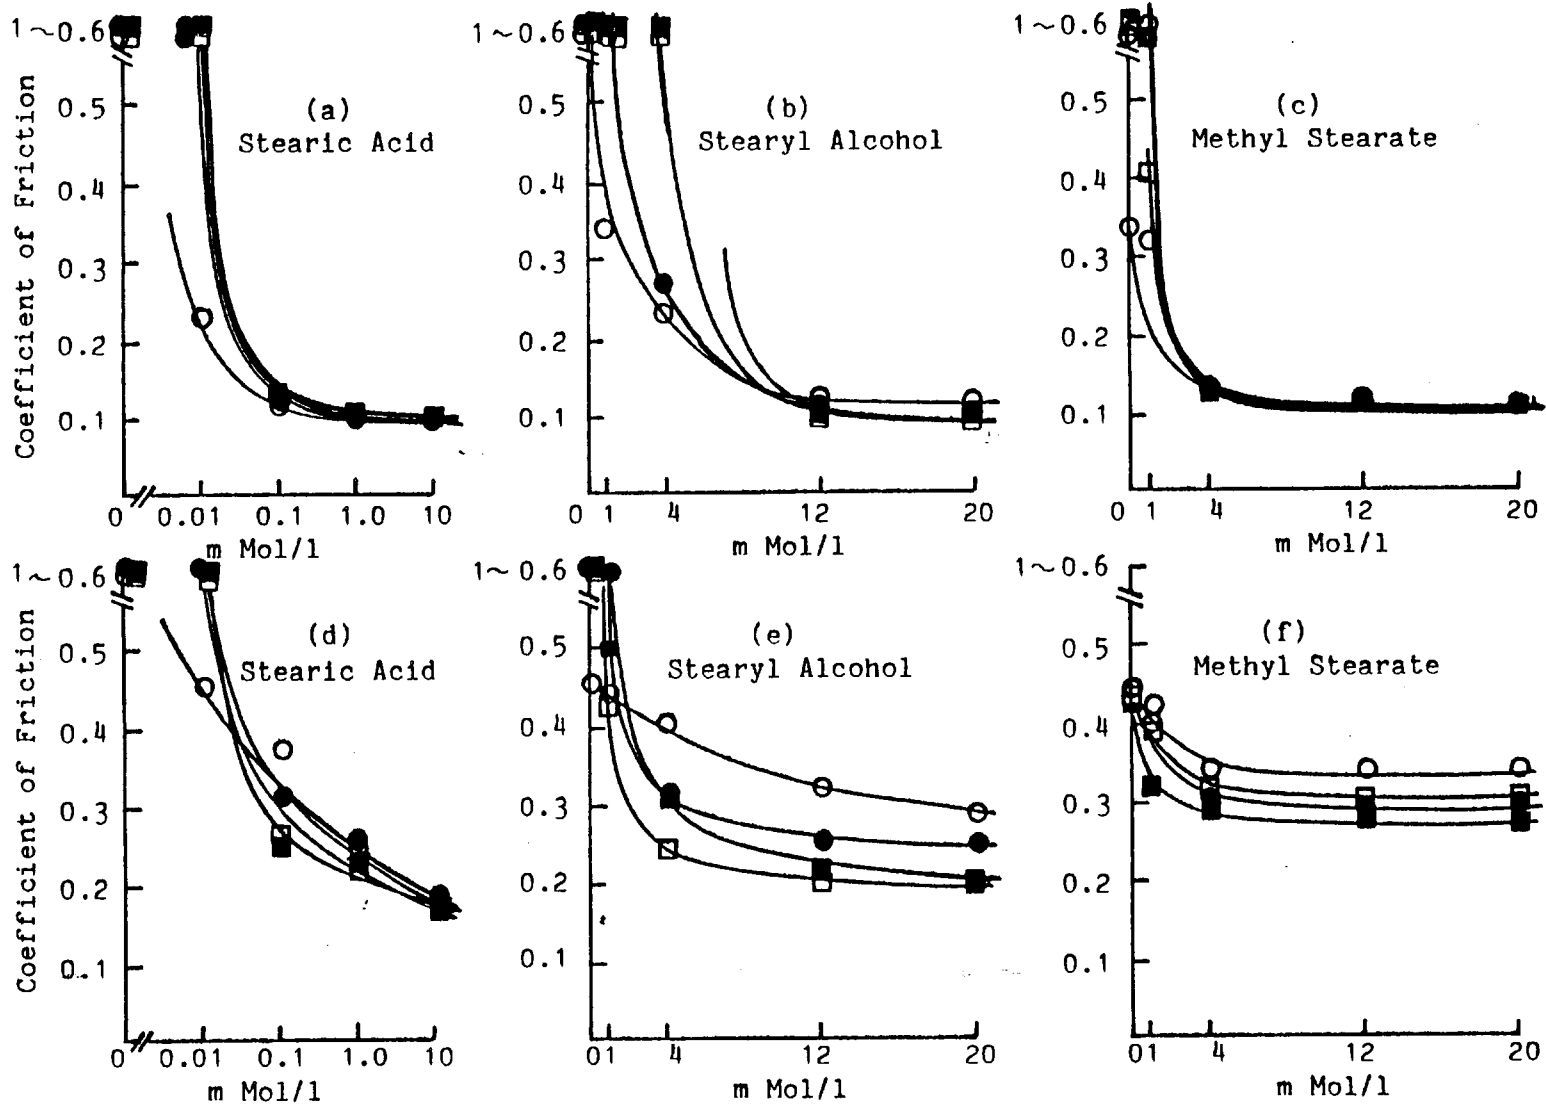 1~0.6
0.5
0.4
0.3
0.2
0.1
Coefficient of Friction
(a)
Stearic Acid
0 0.01 0.1 1.0 10
m Mol/l
1~0.6
0.5
0.4
0.3
0.2
0.1
(b)
Stearyl Alcohol
0 1 4 12 20
m Mol/l
1~0.6
0.5
0.4
0.3
0.2
0.1
(c)
Methyl Stearate
0 1 4 12 20
m Mol/l
1~0.6
0.5
0.4
0.3
0.2
0.1
Coefficient of Friction
(d)
Stearic Acid
0 0.01 0.1 1.0 10
m Mol/l
1~0.6
0.5
0.4
0.3
0.2
0.1
(e)
Stearyl Alcohol
0 1 4 12 20
m Mol/l
1~0.6
0.5
0.4
0.3
0.2
0.1
(f)
Methyl Stearate
0 1 4 12 20
m Mol/l